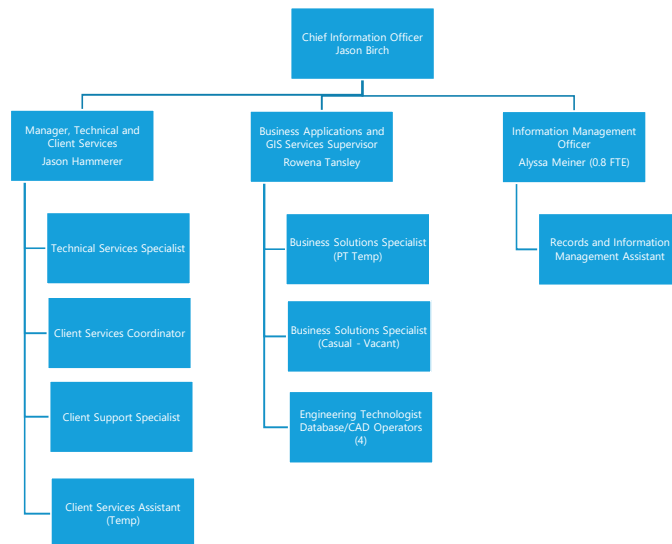 Chief Information Officer
Jason Birch
Manager, Technical and
Client Services
Jason Hammerer
Business Applications and
GIS Services Supervisor
Rowena Tansley
Information Management
Officer
Alyssa Meiner (0.8 FTE)
Technical Services Specialist
Client Services Coordinator
Client Support Specialist
Client Services Assistant
(Temp)
Business Solutions Specialist
(PT Temp)
Business Solutions Specialist
(Casual - Vacant)
Engineering Technologist
Database/CAD Operators
(4)
Records and Information
Management Assistant